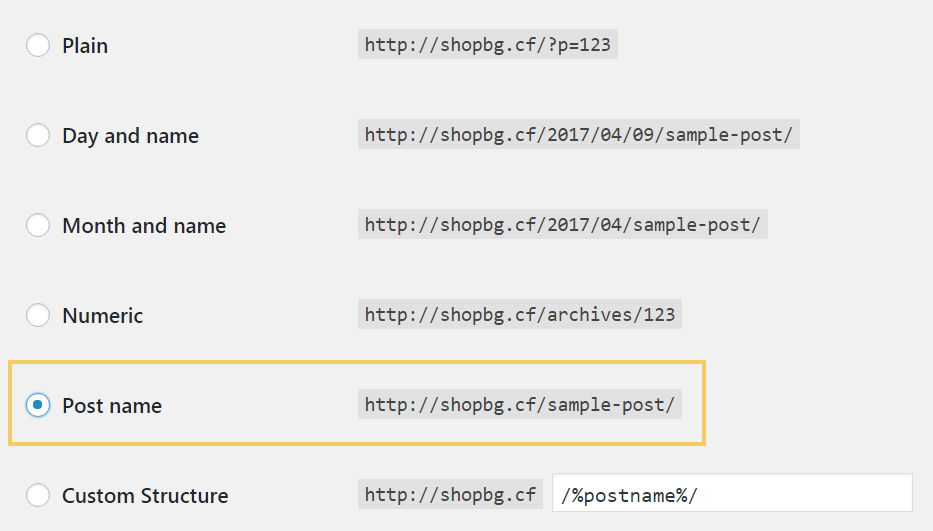 Plain http://shopbg.cf/?p=123
Day and name http://shopbg.cf/2017/04/09/sample-post/
Month and name http://shopbg.cf/2017/04/sample-post/
Numeric http://shopbg.cf/archives/123
Post name http://shopbg.cf/sample-post/
Custom Structure http://shopbg.cf /%postname%/